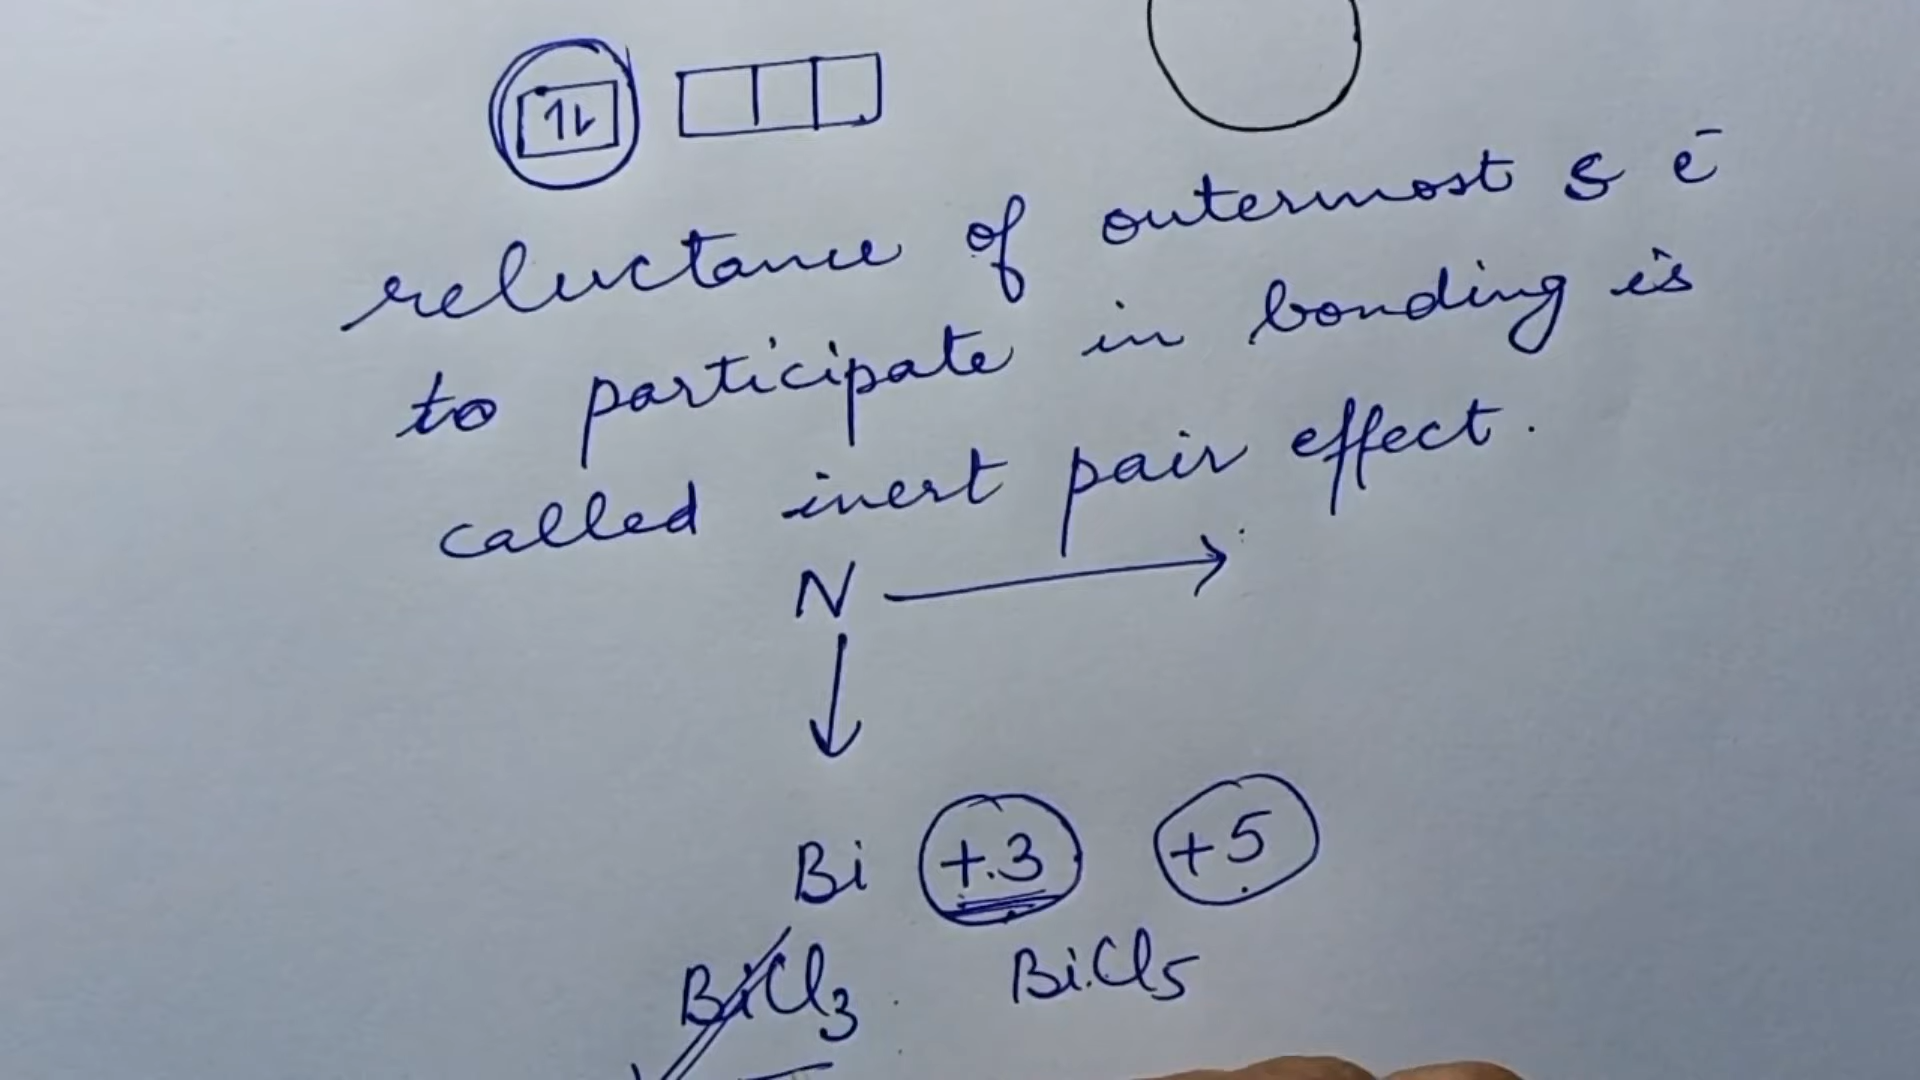 1↓
reluctance of outermost s e⁻
to participate in bonding is
called inert pair effect.
N
Bi +3 +5
BiCl₃ BiCl₅